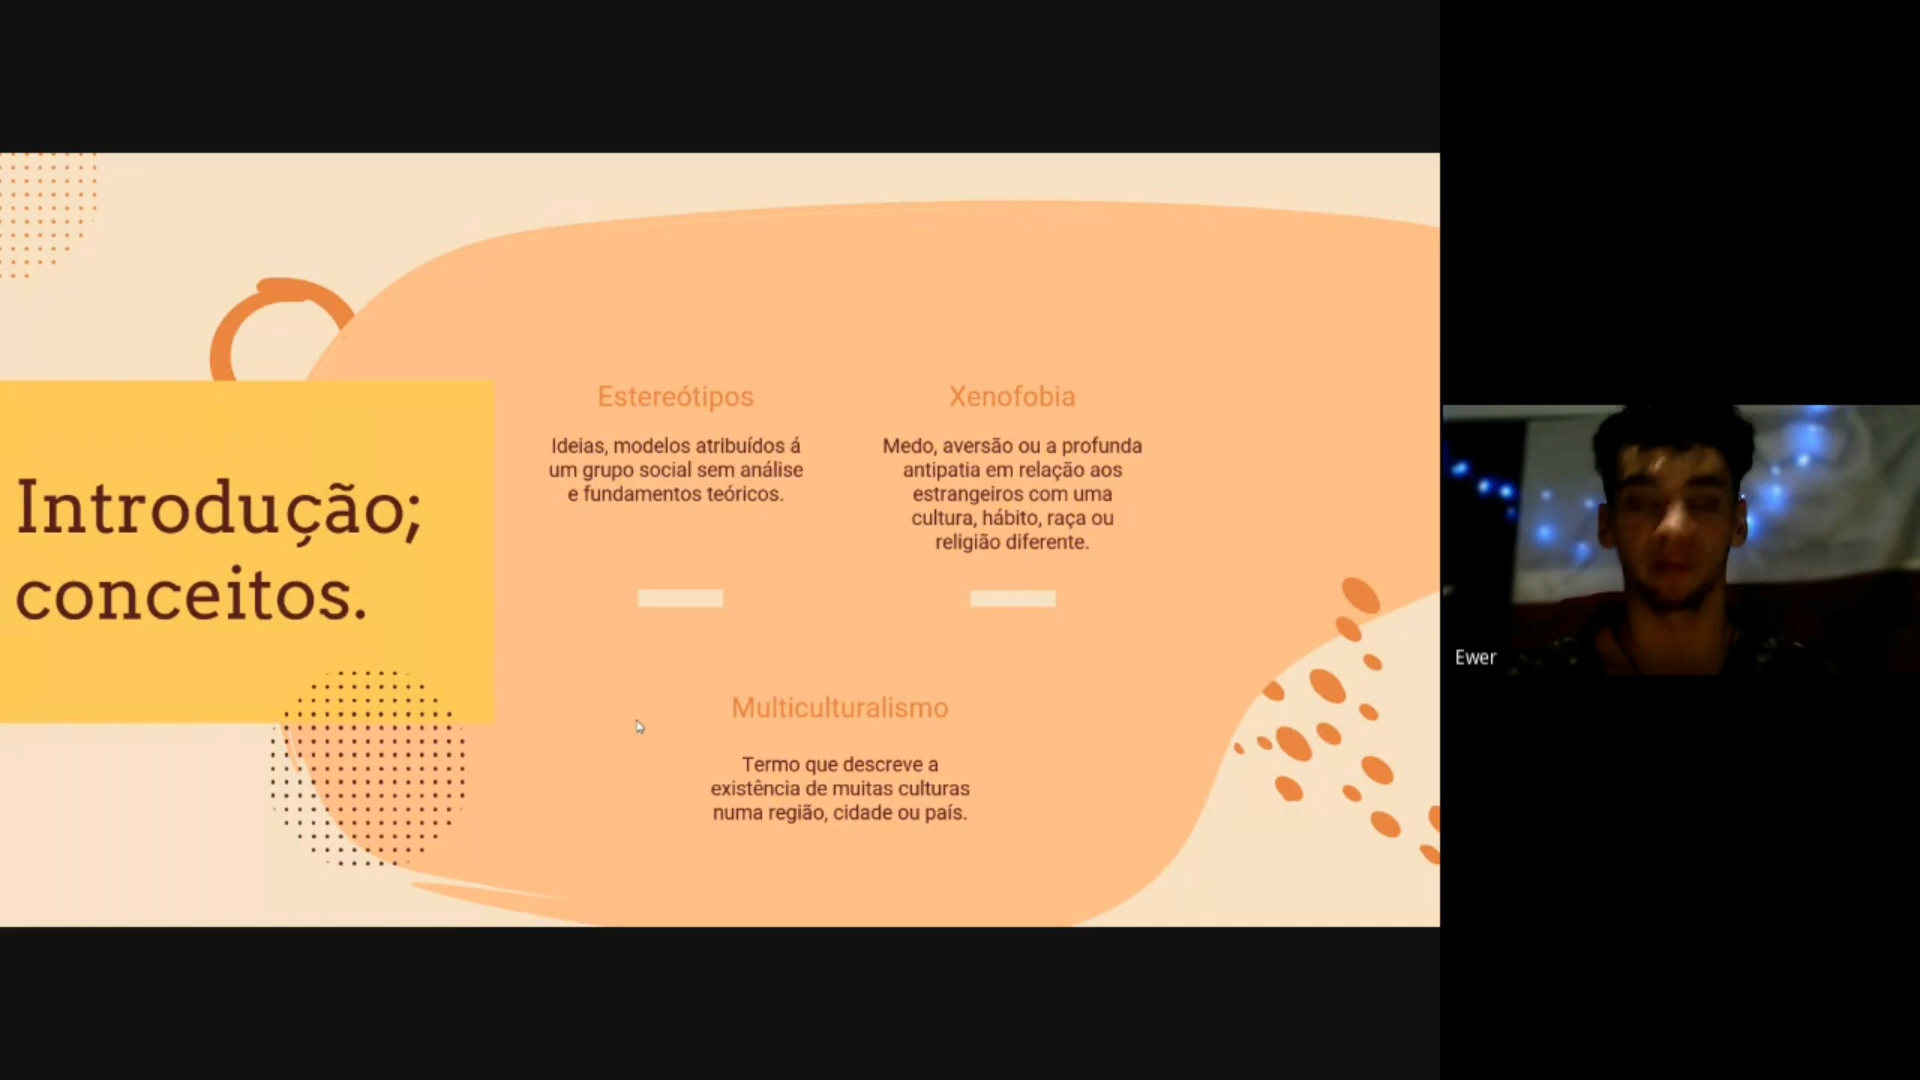 Introdução;
conceitos.
Estereótipos
Ideias, modelos atribuídos á
um grupo social sem análise
e fundamentos teóricos.
Xenofobia
Medo, aversão ou a profunda
antipatia em relação aos
estrangeiros com uma
cultura, hábito, raça ou
religião diferente.
Multiculturalismo
Termo que descreve a
existência de muitas culturas
numa região, cidade ou país.
Ewer